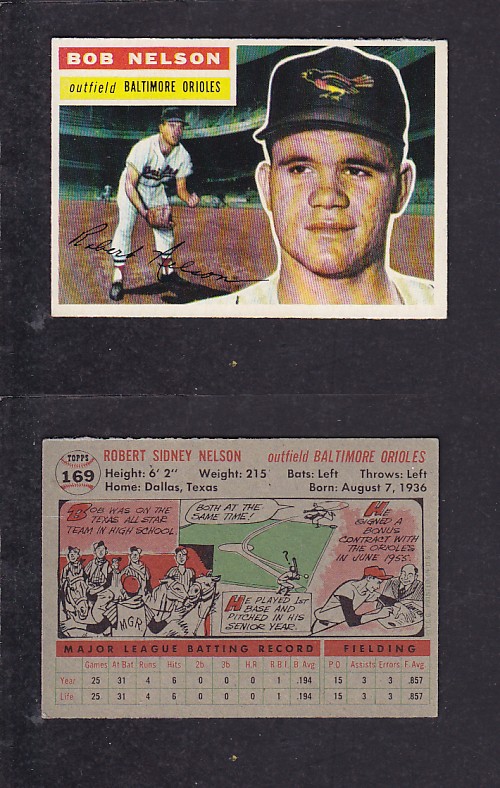 BOB NELSON
outfield BALTIMORE ORIOLES
Robert Nelson
TOPPS
169
ROBERT SIDNEY NELSON outfield BALTIMORE ORIOLES
Height: 6' 2" Weight: 215 Bats: Left Throws: Left
Home: Dallas, Texas Born: August 7, 1936
BOB WAS ON THE
TEXAS ALL STAR
TEAM IN HIGH SCHOOL
MGR
BOTH AT THE
SAME TIME!
?
HE PLAYED 1ST
BASE AND
PITCHED IN HIS
SENIOR YEAR.
HE
SIGNED A
BONUS
CONTRACT WITH
THE ORIOLES
IN JUNE 1955.
MAJOR LEAGUE BATTING RECORD FIELDING
Games At Bat Runs Hits 2b 3b H.R. R.B.I. B. Avg. P.O. Assists Errors F. Avg.
Year 25 31 4 6 0 0 0 1 .194 15 3 3 .857
Life 25 31 4 6 0 0 0 1 .194 15 3 3 .857